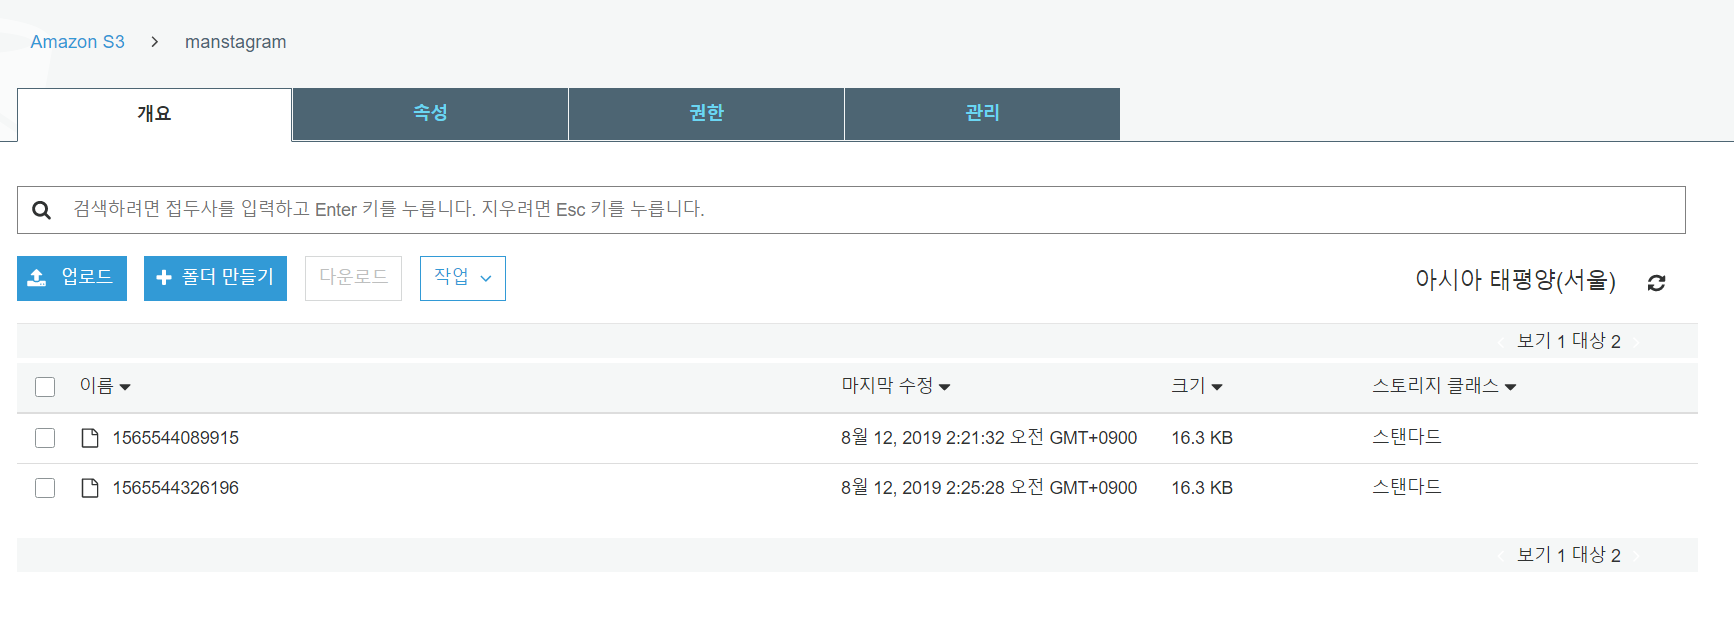 Amazon S3 > manstagram
개요 속성 권한 관리
검색하려면 접두사를 입력하고 Enter 키를 누릅니다. 지우려면 Esc 키를 누릅니다.
업로드 + 폴더 만들기 다운로드 작업 아시아 태평양(서울)
보기 1 대상 2
이름 마지막 수정 크기 스토리지 클래스
1565544089915 8월 12, 2019 2:21:32 오전 GMT+0900 16.3 KB 스탠다드
1565544326196 8월 12, 2019 2:25:28 오전 GMT+0900 16.3 KB 스탠다드
보기 1 대상 2